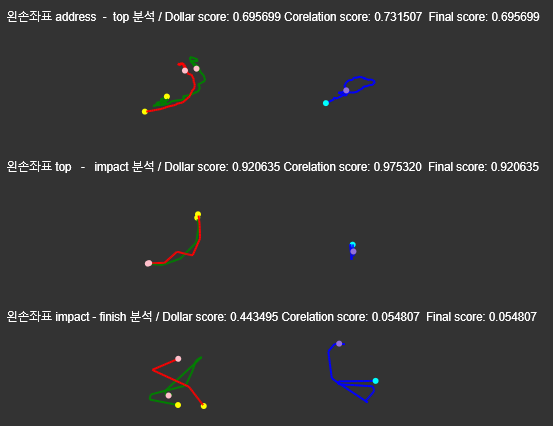 왼손좌표 address - top 분석 / Dollar score: 0.695699 Corelation score: 0.731507 Final score: 0.695699
왼손좌표 top - impact 분석 / Dollar score: 0.920635 Corelation score: 0.975320 Final score: 0.920635
왼손좌표 impact - finish 분석 / Dollar score: 0.443495 Corelation score: 0.054807 Final score: 0.054807